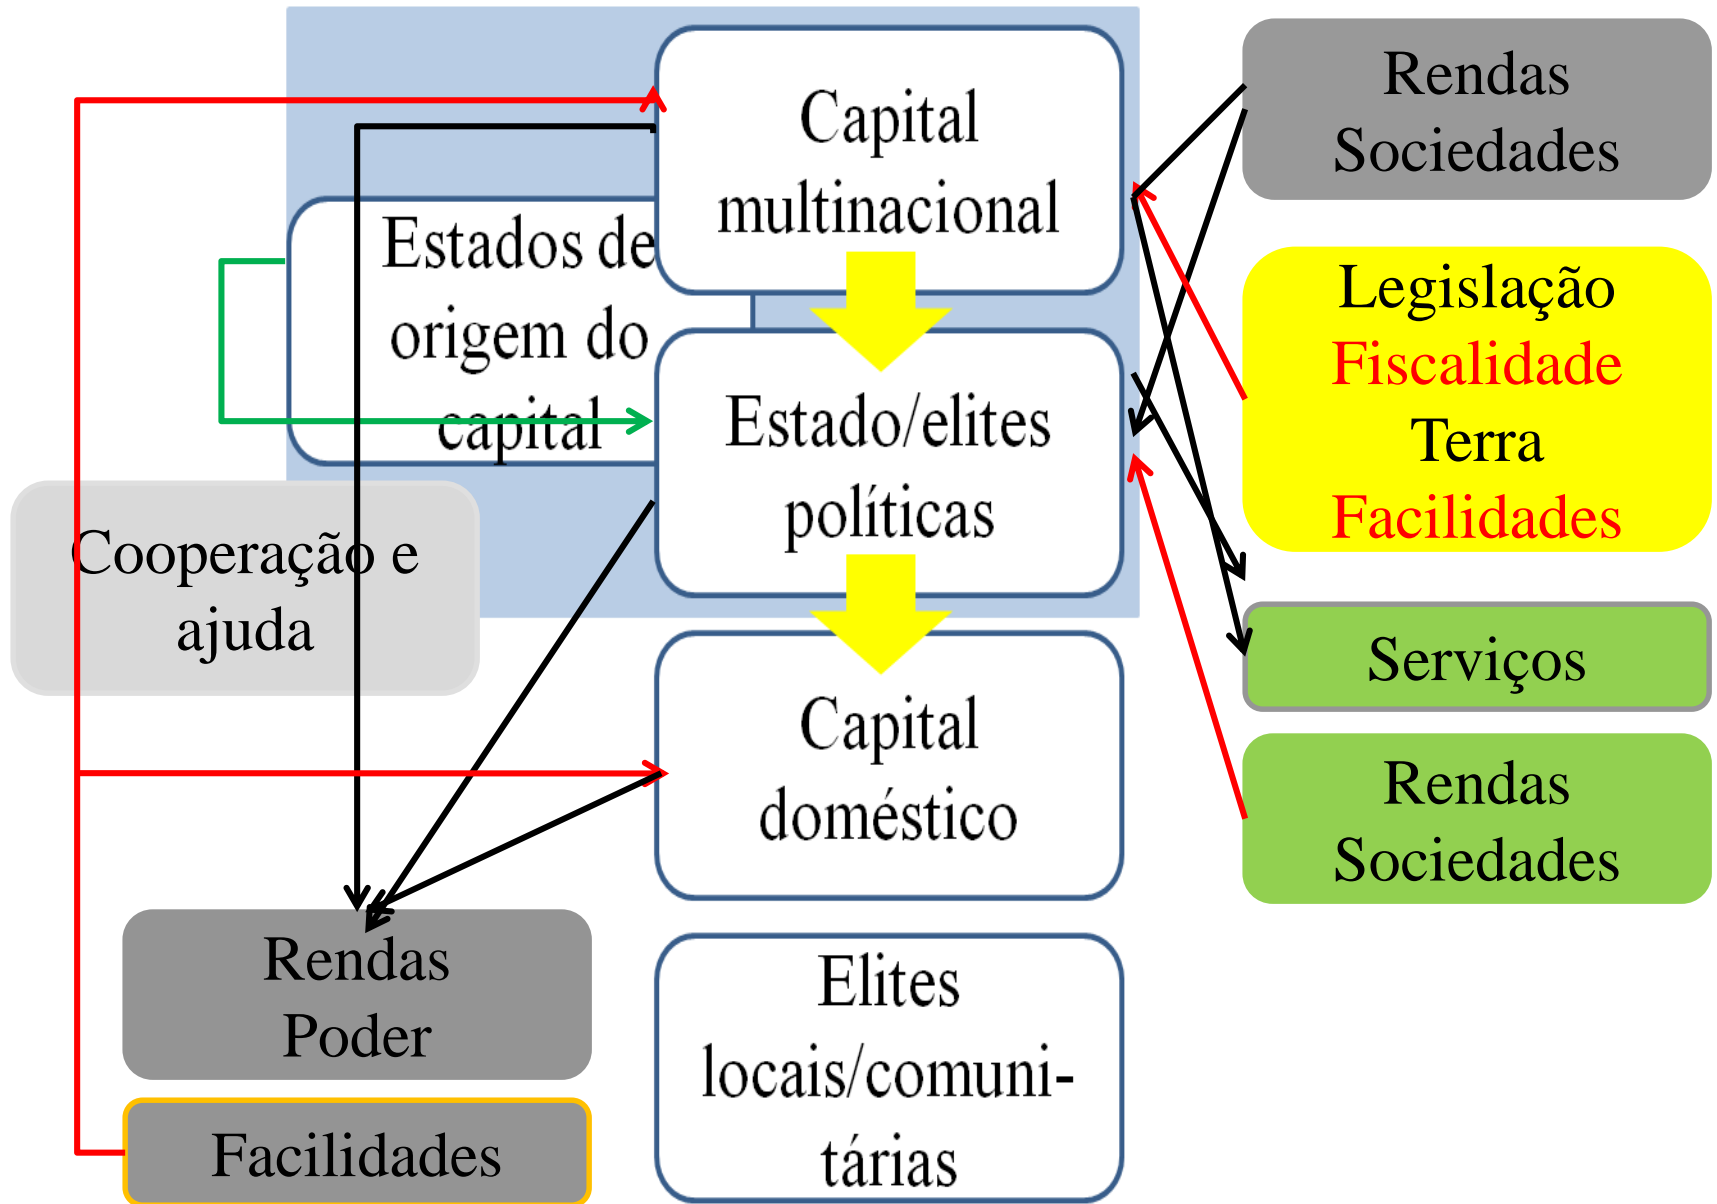 Capital
multinacional
Estados de
origem do
capital
Estado/elites
políticas
Cooperação e
ajuda
Capital
doméstico
Rendas
Poder
Facilidades
Elites
locais/comuni-
tárias
Rendas
Sociedades
Legislação
Fiscalidade
Terra
Facilidades
Serviços
Rendas
Sociedades